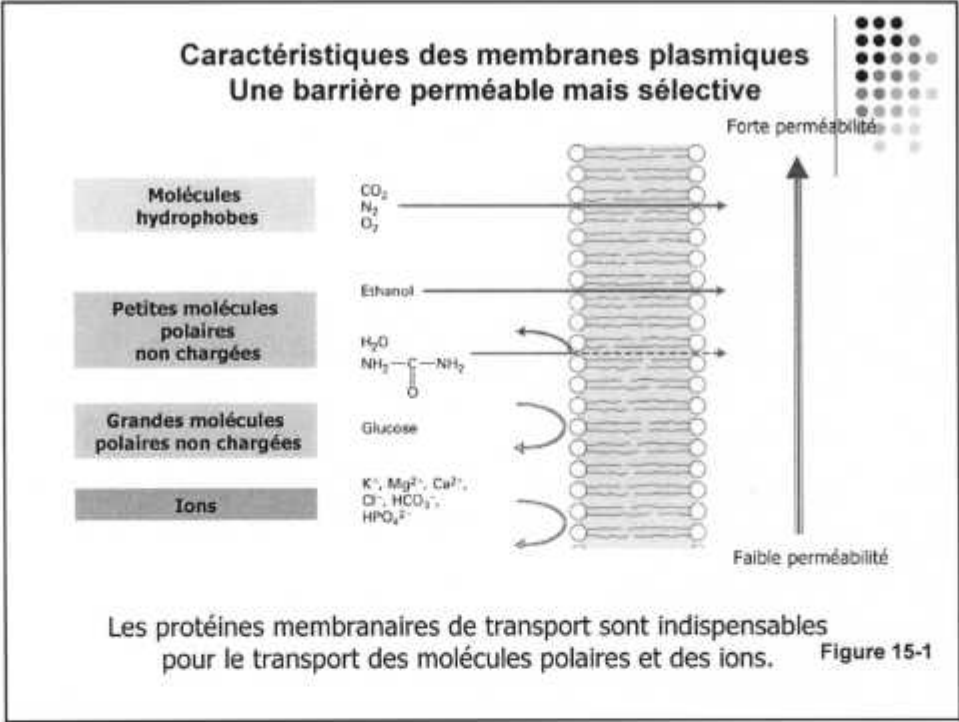 Caractéristiques des membranes plasmiques
Une barrière perméable mais sélective
Forte perméabilité
Molécules
hydrophobes
CO₂
N₂
O₂
Petites molécules
polaires
non chargées
Ethanol
H₂O
NH₂—C—NH₂
O
Grandes molécules
polaires non chargées
Glucose
Ions
K⁺, Mg²⁺, Ca²⁺,
Cl⁻, HCO₃⁻,
HPO₄²⁻
Faible perméabilité
Les protéines membranaires de transport sont indispensables
pour le transport des molécules polaires et des ions.
Figure 15-1